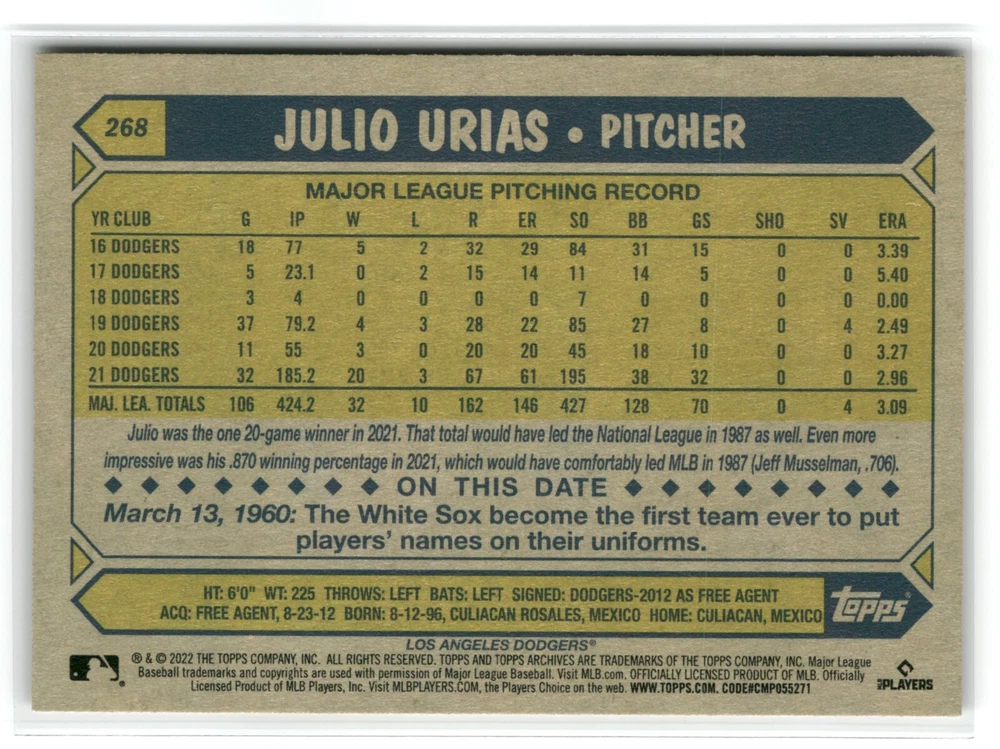 268
JULIO URIAS • PITCHER
MAJOR LEAGUE PITCHING RECORD
YR CLUB G IP W L R ER SO BB GS SHO SV ERA
16 DODGERS 18 77 5 2 32 29 84 31 15 0 0 3.39
17 DODGERS 5 23.1 0 2 15 14 11 14 5 0 0 5.40
18 DODGERS 3 4 0 0 0 0 7 0 0 0 0 0.00
19 DODGERS 37 79.2 4 3 28 22 85 27 8 0 4 2.49
20 DODGERS 11 55 3 0 20 20 45 18 10 0 0 3.27
21 DODGERS 32 185.2 20 3 67 61 195 38 32 0 0 2.96
MAJ. LEA. TOTALS 106 424.2 32 10 162 146 427 128 70 0 4 3.09
Julio was the one 20-game winner in 2021. That total would have led the National League in 1987 as well. Even more
impressive was his .870 winning percentage in 2021, which would have comfortably led MLB in 1987 (Jeff Musselman, .706).
ON THIS DATE
March 13, 1960: The White Sox become the first team ever to put
players' names on their uniforms.
HT: 6'0" WT: 225 THROWS: LEFT BATS: LEFT SIGNED: DODGERS-2012 AS FREE AGENT
ACQ: FREE AGENT, 8-23-12 BORN: 8-12-96, CULIACAN ROSALES, MEXICO HOME: CULIACAN, MEXICO
topps®
LOS ANGELES DODGERS®
® & © 2022 THE TOPPS COMPANY, INC. ALL RIGHTS RESERVED. TOPPS AND TOPPS ARCHIVES ARE TRADEMARKS OF THE TOPPS COMPANY, INC. Major League
Baseball trademarks and copyrights are used with permission of Major League Baseball. Visit MLB.com. OFFICIALLY LICENSED PRODUCT OF MLB. Officially
Licensed Product of MLB Players, Inc. Visit MLBPLAYERS.COM, the Players Choice on the web. WWW.TOPPS.COM. CODE#CMP055271
MLB PLAYERS